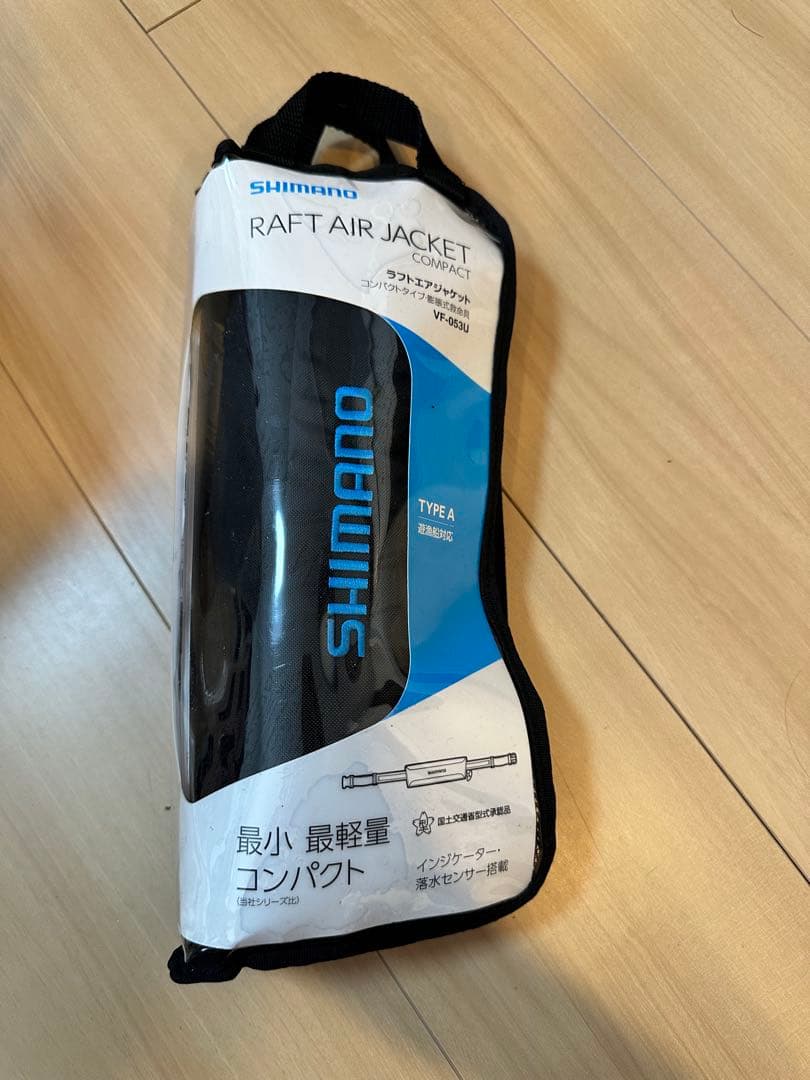 SHIMANO
RAFT AIR JACKET
COMPACT
ラフトエアジャケット
コンパクトタイプ 膨脹式救命具
VF-053U
SHIMANO
TYPE A
遊漁船対応
SHIMANO
国土交通省型式承認品
最小 最軽量
コンパクト
(当社シリーズ比)
インジケーター・
落水センサー搭載